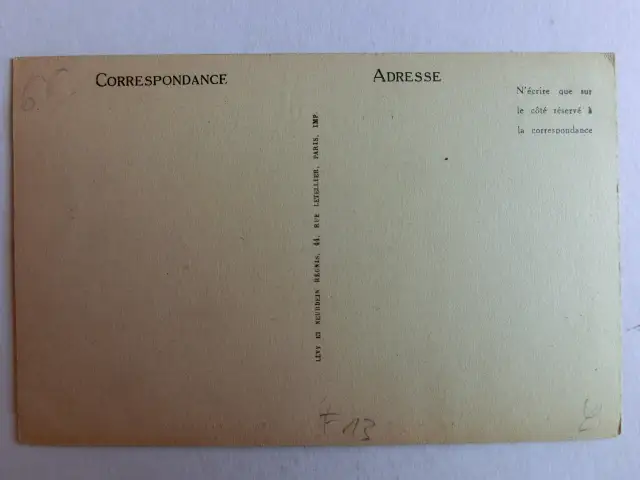 CORRESPONDANCE
ADRESSE
N'écrire que sur
le côté réservé à
la correspondance
LÉVY ET NEURDEIN RÉUNIS, 44, RUE LETELLIER, PARIS, IMP.
F 13